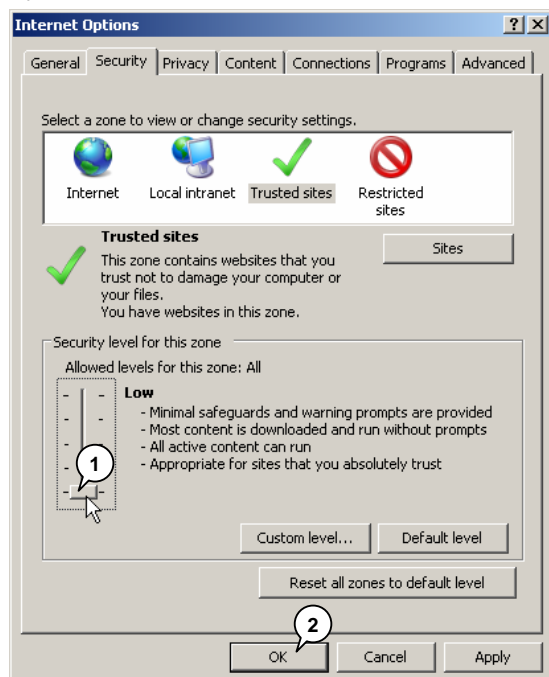 Internet Options
? X
General Security Privacy Content Connections Programs Advanced
Select a zone to view or change security settings.
Internet Local intranet Trusted sites Restricted
sites
Trusted sites
Sites
This zone contains websites that you
trust not to damage your computer or
your files.
You have websites in this zone.
Security level for this zone
Allowed levels for this zone: All
Low
- Minimal safeguards and warning prompts are provided
- Most content is downloaded and run without prompts
- All active content can run
- Appropriate for sites that you absolutely trust
1
Custom level... Default level
Reset all zones to default level
2
OK Cancel Apply